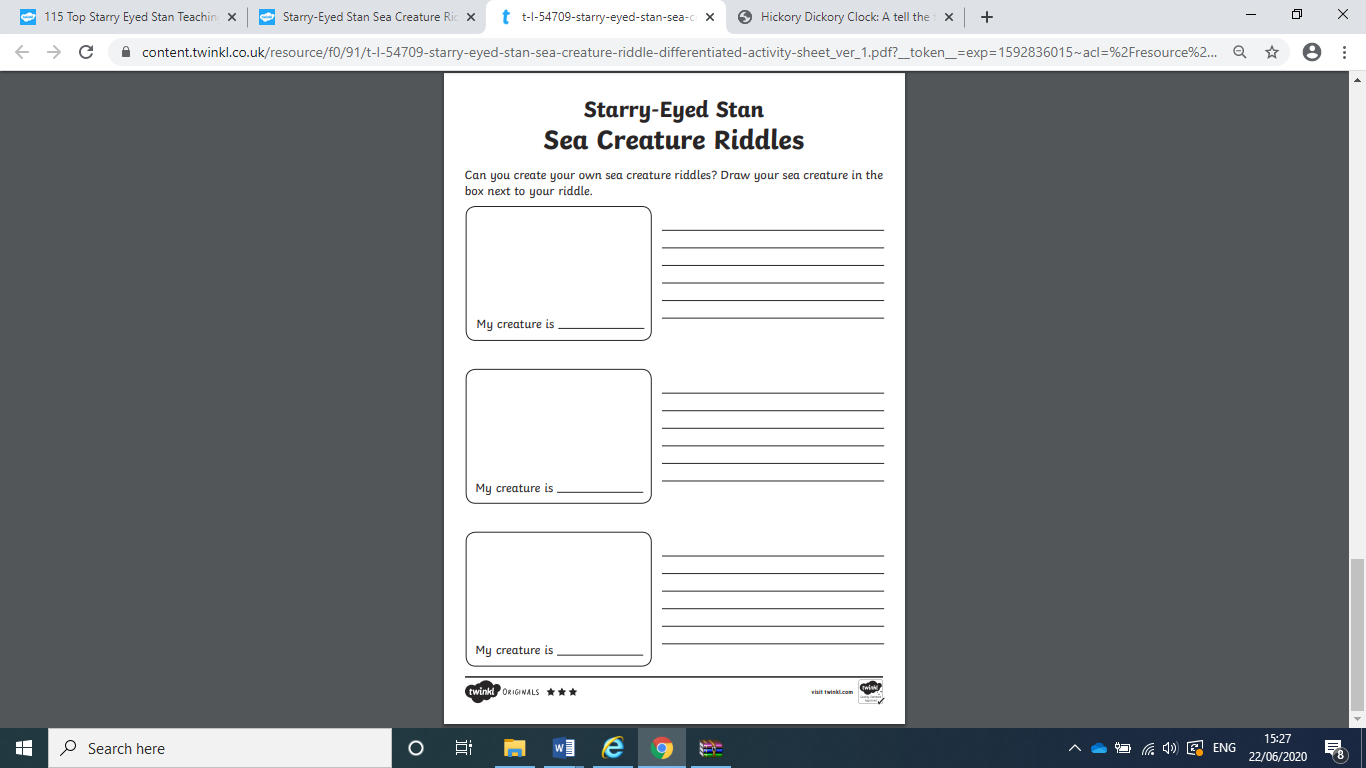 115 Top Starry Eyed Stan Teachin
Starry-Eyed Stan Sea Creature Ric
t-l-54709-starry-eyed-stan-sea-c
Hickory Dickory Clock: A tell the
content.twinkl.co.uk/resource/f0/91/t-l-54709-starry-eyed-stan-sea-creature-riddle-differentiated-activity-sheet_ver_1.pdf?__token__=exp=1592836015~acl=%2Fresource%2...
Starry-Eyed Stan
Sea Creature Riddles
Can you create your own sea creature riddles? Draw your sea creature in the
box next to your riddle.
My creature is
My creature is
My creature is
twinkl ORIGINALS
visit twinkl.com
twinkl
Search here
ENG
15:27
22/06/2020
8